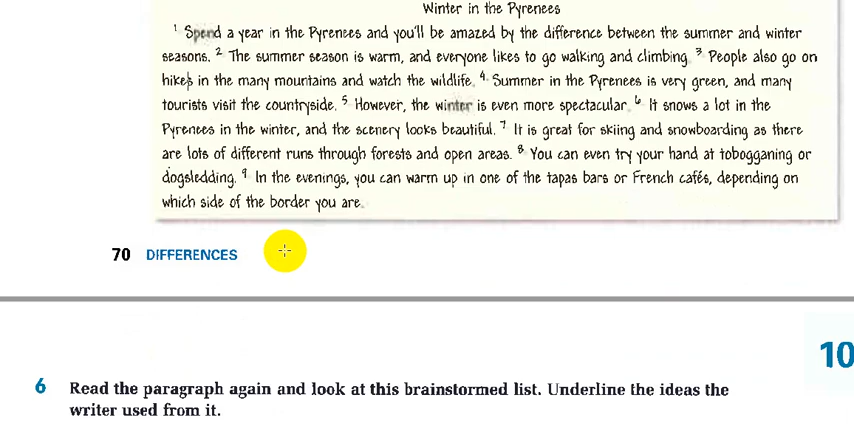 Winter in the Pyrenees
1 Spend a year in the Pyrenees and you'll be amazed by the difference between the summer and winter
seasons. 2 The summer season is warm, and everyone likes to go walking and climbing. 3 People also go on
hikes in the many mountains and watch the wildlife. 4 Summer in the Pyrenees is very green, and many
tourists visit the countryside. 5 However, the winter is even more spectacular. 6 It snows a lot in the
Pyrenees in the winter, and the scenery looks beautiful. 7 It is great for skiing and snowboarding as there
are lots of different runs through forests and open areas. 8 You can even try your hand at tobogganing or
dogsledding. 9 In the evenings, you can warm up in one of the tapas bars or French cafés, depending on
which side of the border you are.
70 DIFFERENCES
10
6 Read the paragraph again and look at this brainstormed list. Underline the ideas the
writer used from it.